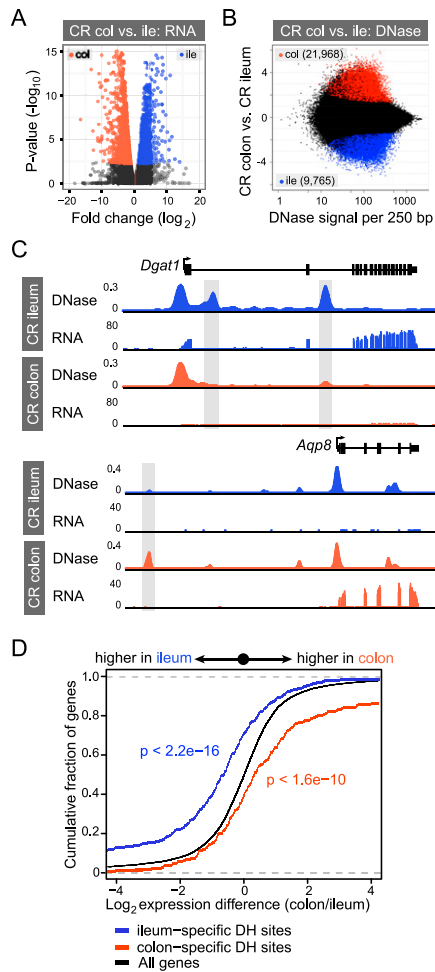 A
CR col vs. ile: RNA
col
ile
P-value (-log10)
15
10
5.0
0
−20
−10
0
10
20
Fold change (log2)
B
CR col vs. ile: DNase
CR colon vs. CR ileum
col (21,968)
ile (9,765)
6
4
2
0
-2
-4
1
10
100
1000
DNase signal per 250 bp
C
Dgat1
CR ileum
DNase
0.3
0
RNA
80
0
CR colon
DNase
0.3
0
RNA
80
0
Aqp8
CR ileum
DNase
0.4
0
RNA
40
0
CR colon
DNase
0.4
0
RNA
40
0
D
higher in ileum
higher in colon
Cumulative fraction of genes
1.0
0.8
0.6
0.4
0.2
0
p < 2.2e−16
p < 1.6e−10
−4
−2
0
2
4
Log2 expression difference (colon/ileum)
ileum−specific DH sites
colon−specific DH sites
All genes